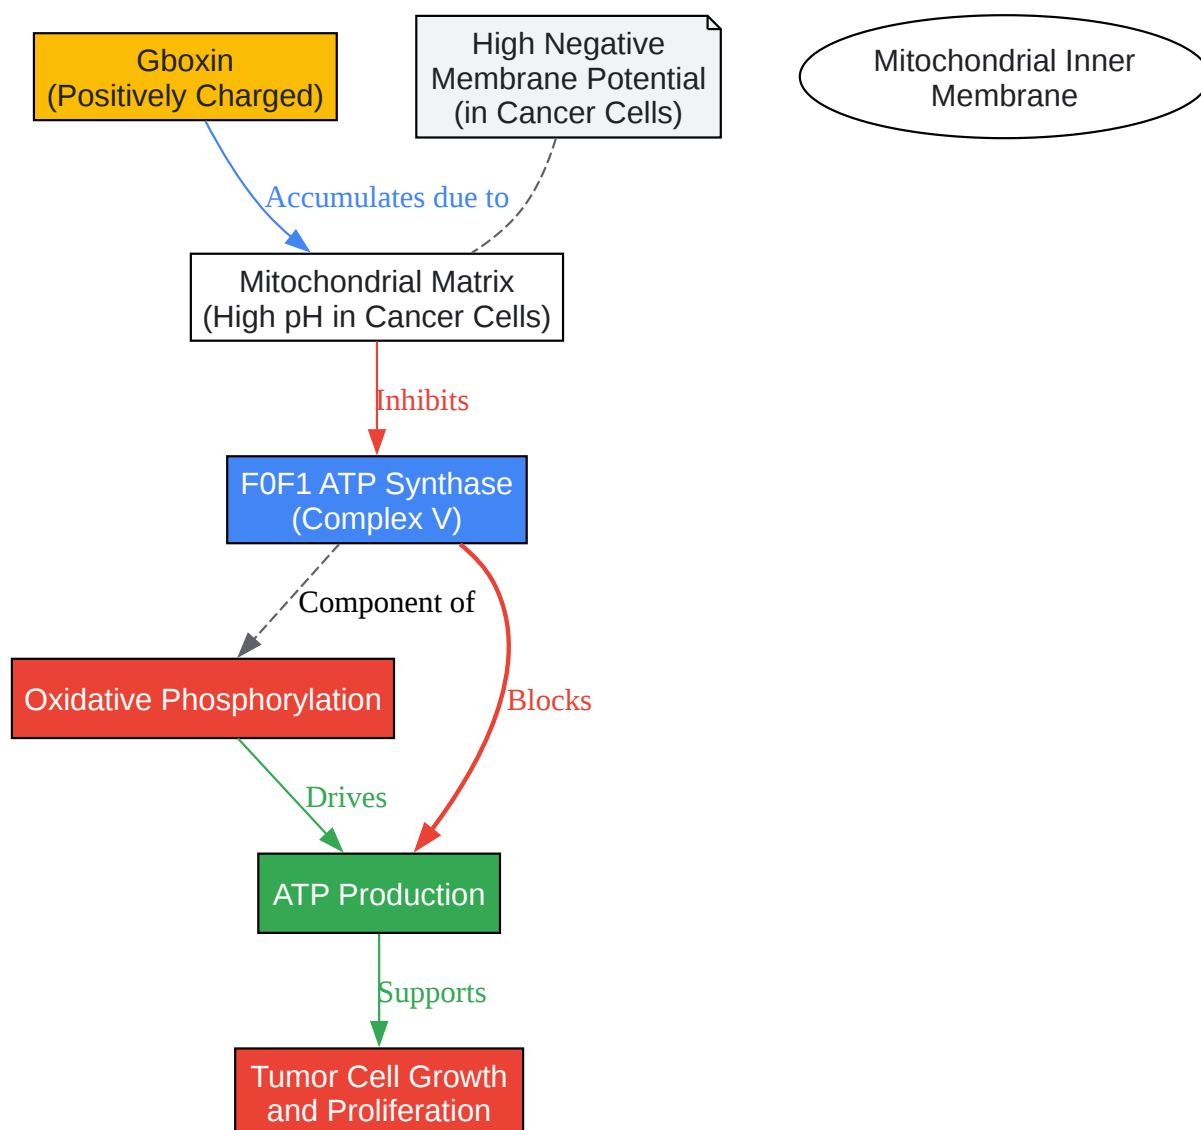 Gboxin
(Positively Charged)
High Negative
Membrane Potential
(in Cancer Cells)
Mitochondrial Inner
Membrane
Accumulates due to
Mitochondrial Matrix
(High pH in Cancer Cells)
Inhibits
F0F1 ATP Synthase
(Complex V)
Component of
Oxidative Phosphorylation
Blocks
Drives
ATP Production
Supports
Tumor Cell Growth
and Proliferation